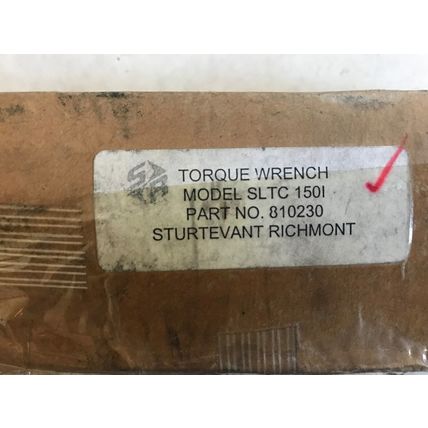 TORQUE WRENCH
MODEL SLTC 150I
PART NO. 810230
STURTEVANT RICHMONT